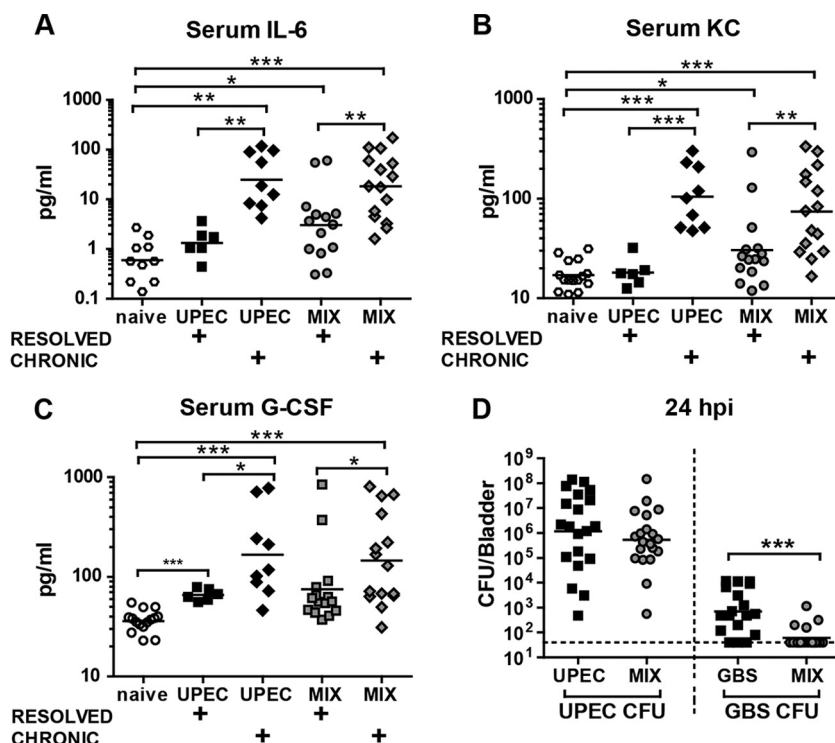 A
Serum IL-6
***
*
**
**
**
1000
100
10
1
0.1
pg/ml
naive UPEC UPEC MIX MIX
RESOLVED + +
CHRONIC + +
B
Serum KC
***
*
***
***
**
1000
100
10
pg/ml
naive UPEC UPEC MIX MIX
RESOLVED + +
CHRONIC + +
C
Serum G-CSF
***
***
*
*
***
1000
100
10
pg/ml
naive UPEC UPEC MIX MIX
RESOLVED + +
CHRONIC + +
D
24 hpi
10⁹
10⁸
10⁷
10⁶
10⁵
10⁴
10³
10²
10¹
CFU/Bladder
***
UPEC MIX GBS MIX
UPEC CFU GBS CFU